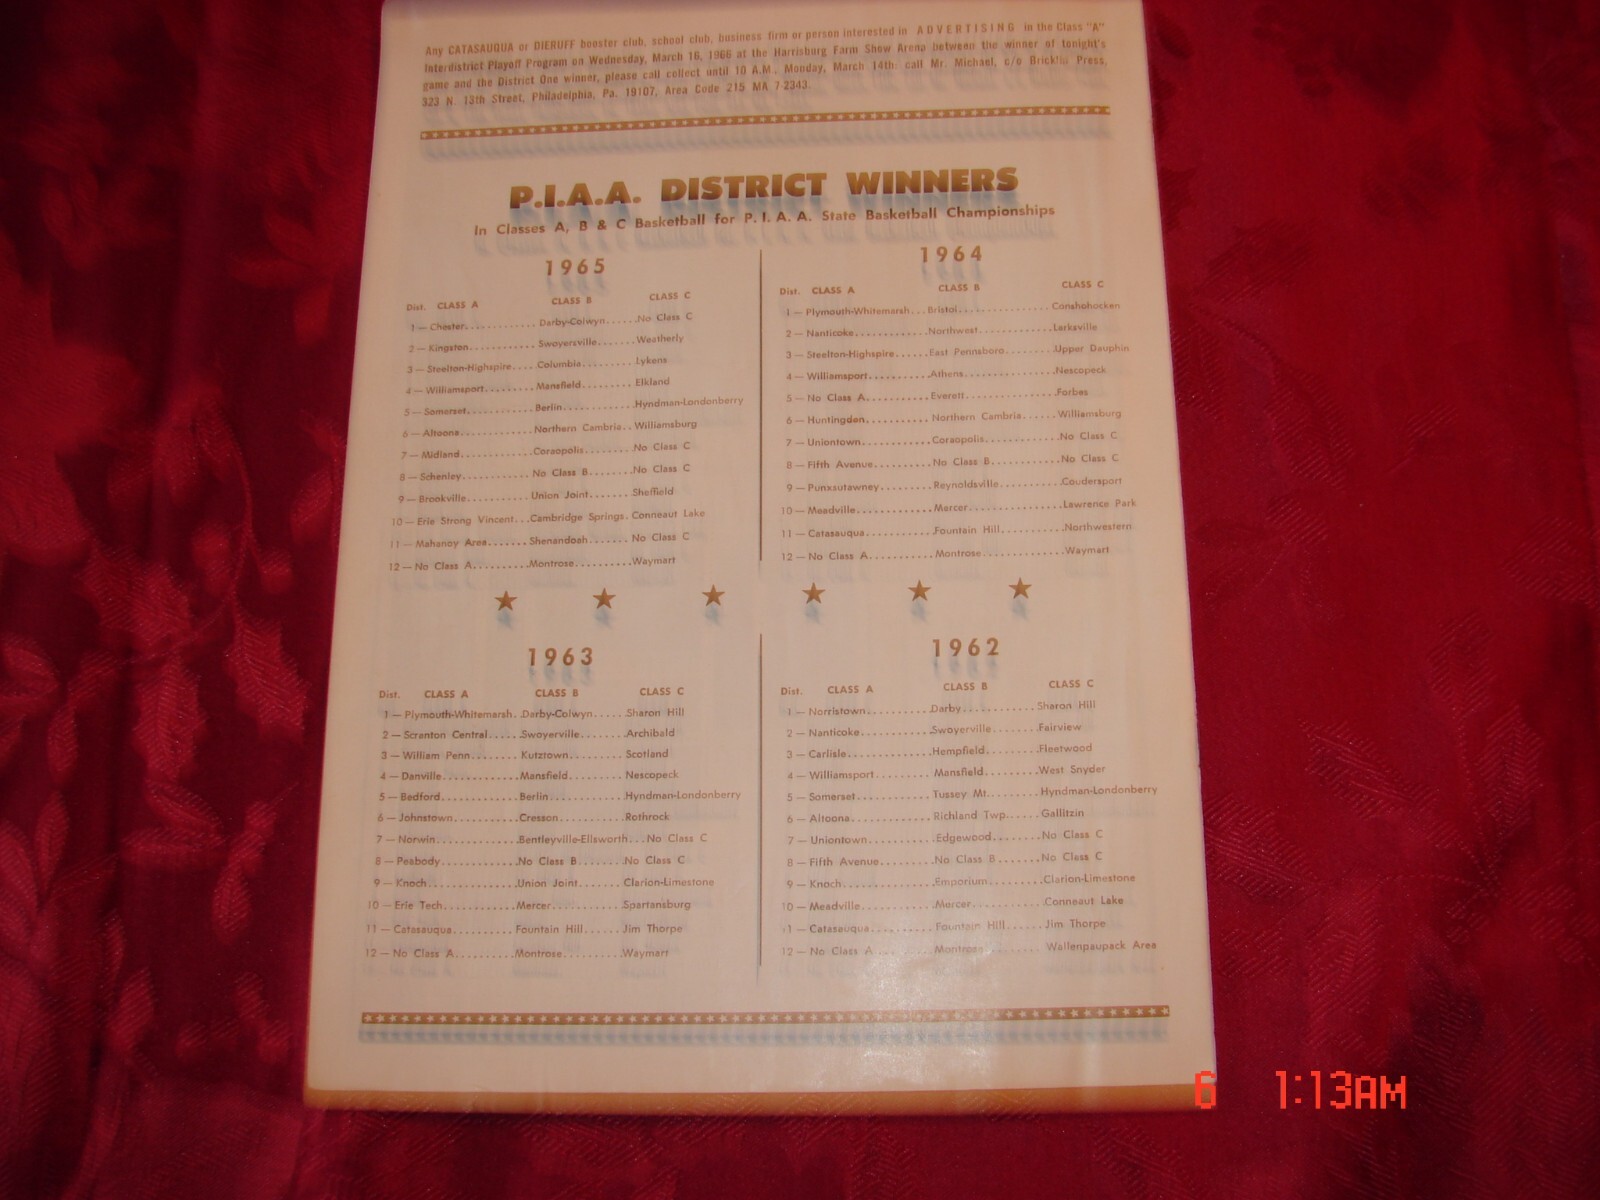 Any CATASAUQUA or DIERUFF booster club, school club, business firm or person interested in ADVERTISING in the Class "A"
Interdistrict Playoff Program on Wednesday, March 16, 1966 at the Harrisburg Farm Show Arena between the winner of tonight's
game and the District One winner, please call collect until 10 A.M., Monday, March 14th: call Mr. Michael, c/o Bricklin Press,
323 N. 13th Street, Philadelphia, Pa. 19107, Area Code 215 MA 7-2343.
P.I.A.A. DISTRICT WINNERS
In Classes A, B & C Basketball for P. I. A. A. State Basketball Championships
1965
Dist. CLASS A CLASS B CLASS C
1 — Chester............Darby-Colwyn......No Class C
2 — Kingston............Swoyersville.......Weatherly
3 — Steelton-Highspire....Columbia..........Lykens
4 — Williamsport.........Mansfield.........Elkland
5 — Somerset............Berlin............Hyndman-Londonberry
6 — Altoona.............Northern Cambria..Williamsburg
7 — Midland.............Coraopolis........No Class C
8 — Schenley............No Class B........No Class C
9 — Brookville...........Union Joint.......Sheffield
10 — Erie Strong Vincent...Cambridge Springs.Conneaut Lake
11 — Mahanoy Area.......Shenandoah.......No Class C
12 — No Class A.........Montrose..........Waymart
1964
Dist. CLASS A CLASS B CLASS C
1 — Plymouth-Whitemarsh...Bristol................Conshohocken
2 — Nanticoke............Northwest............Larksville
3 — Steelton-Highspire......East Pennsboro.........Upper Dauphin
4 — Williamsport..........Athens...............Nescopeck
5 — No Class A...........Everett...............Forbes
6 — Huntingden...........Northern Cambria......Williamsburg
7 — Uniontown............Coraopolis............No Class C
8 — Fifth Avenue..........No Class B............No Class C
9 — Punxsutawney.........Reynoldsville..........Coudersport
10 — Meadville............Mercer...............Lawrence Park
11 — Catasauqua...........Fountain Hill..........Northwestern
12 — No Class A..........Montrose.............Waymart
1963
Dist. CLASS A CLASS B CLASS C
1 — Plymouth-Whitemarsh..Darby-Colwyn......Sharon Hill
2 — Scranton Central.....Swoyerville........Archibald
3 — William Penn........Kutztown..........Scotland
4 — Danville.............Mansfield..........Nescopeck
5 — Bedford.............Berlin.............Hyndman-Londonberry
6 — Johnstown...........Cresson...........Rothrock
7 — Norwin.............Bentleyville-Ellsworth...No Class C
8 — Peabody.............No Class B........No Class C
9 — Knoch...............Union Joint........Clarion-Limestone
10 — Erie Tech............Mercer............Spartansburg
11 — Catasauqua..........Fountain Hill......Jim Thorpe
12 — No Class A..........Montrose..........Waymart
1962
Dist. CLASS A CLASS B CLASS C
1 — Norristown..........Darby.............Sharon Hill
2 — Nanticoke...........Swoyerville........Fairview
3 — Carlisle.............Hempfield.........Fleetwood
4 — Williamsport.........Mansfield.........West Snyder
5 — Somerset............Tussey Mt.........Hyndman-Londonberry
6 — Altoona.............Richland Twp......Gallitzin
7 — Uniontown...........Edgewood.........No Class C
8 — Fifth Avenue.........No Class B........No Class C
9 — Knoch..............Emporium.........Clarion-Limestone
10 — Meadville...........Mercer............Conneaut Lake
11 — Catasauqua..........Fountain Hill......Jim Thorpe
12 — No Class A..........Montrose..........Wallenpaupack Area
6 1:13AM